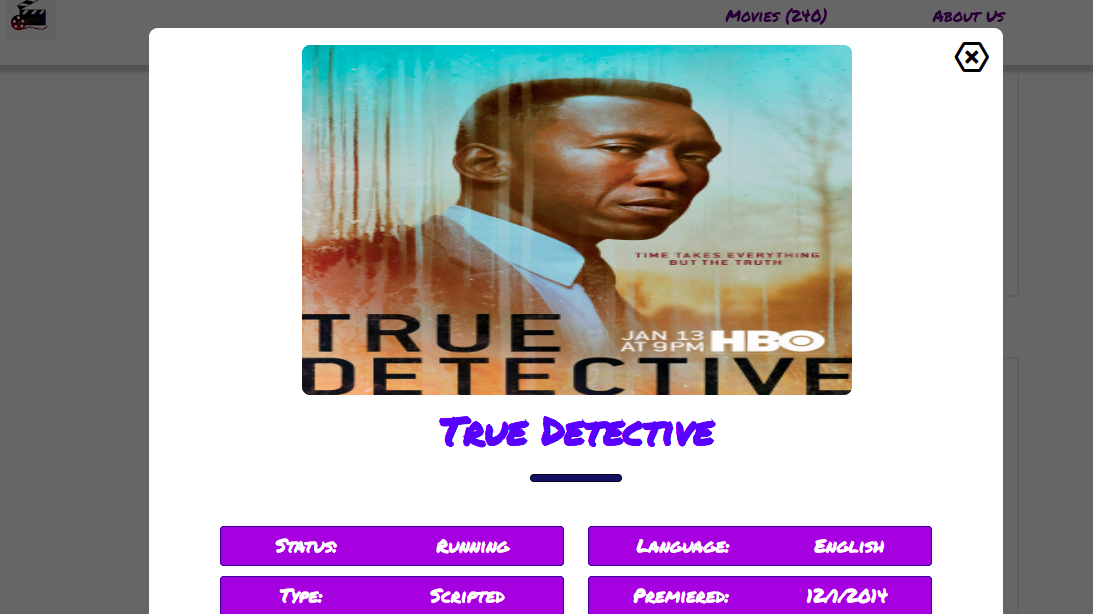 Movies (240) About Us
TIME TAKES EVERYTHING
BUT THE TRUTH
JAN 13
AT 9PM HBO
TRUE
DETECTIVE
True Detective
Status: Running Language: English
Type: Scripted Premiered: 12/1/2014